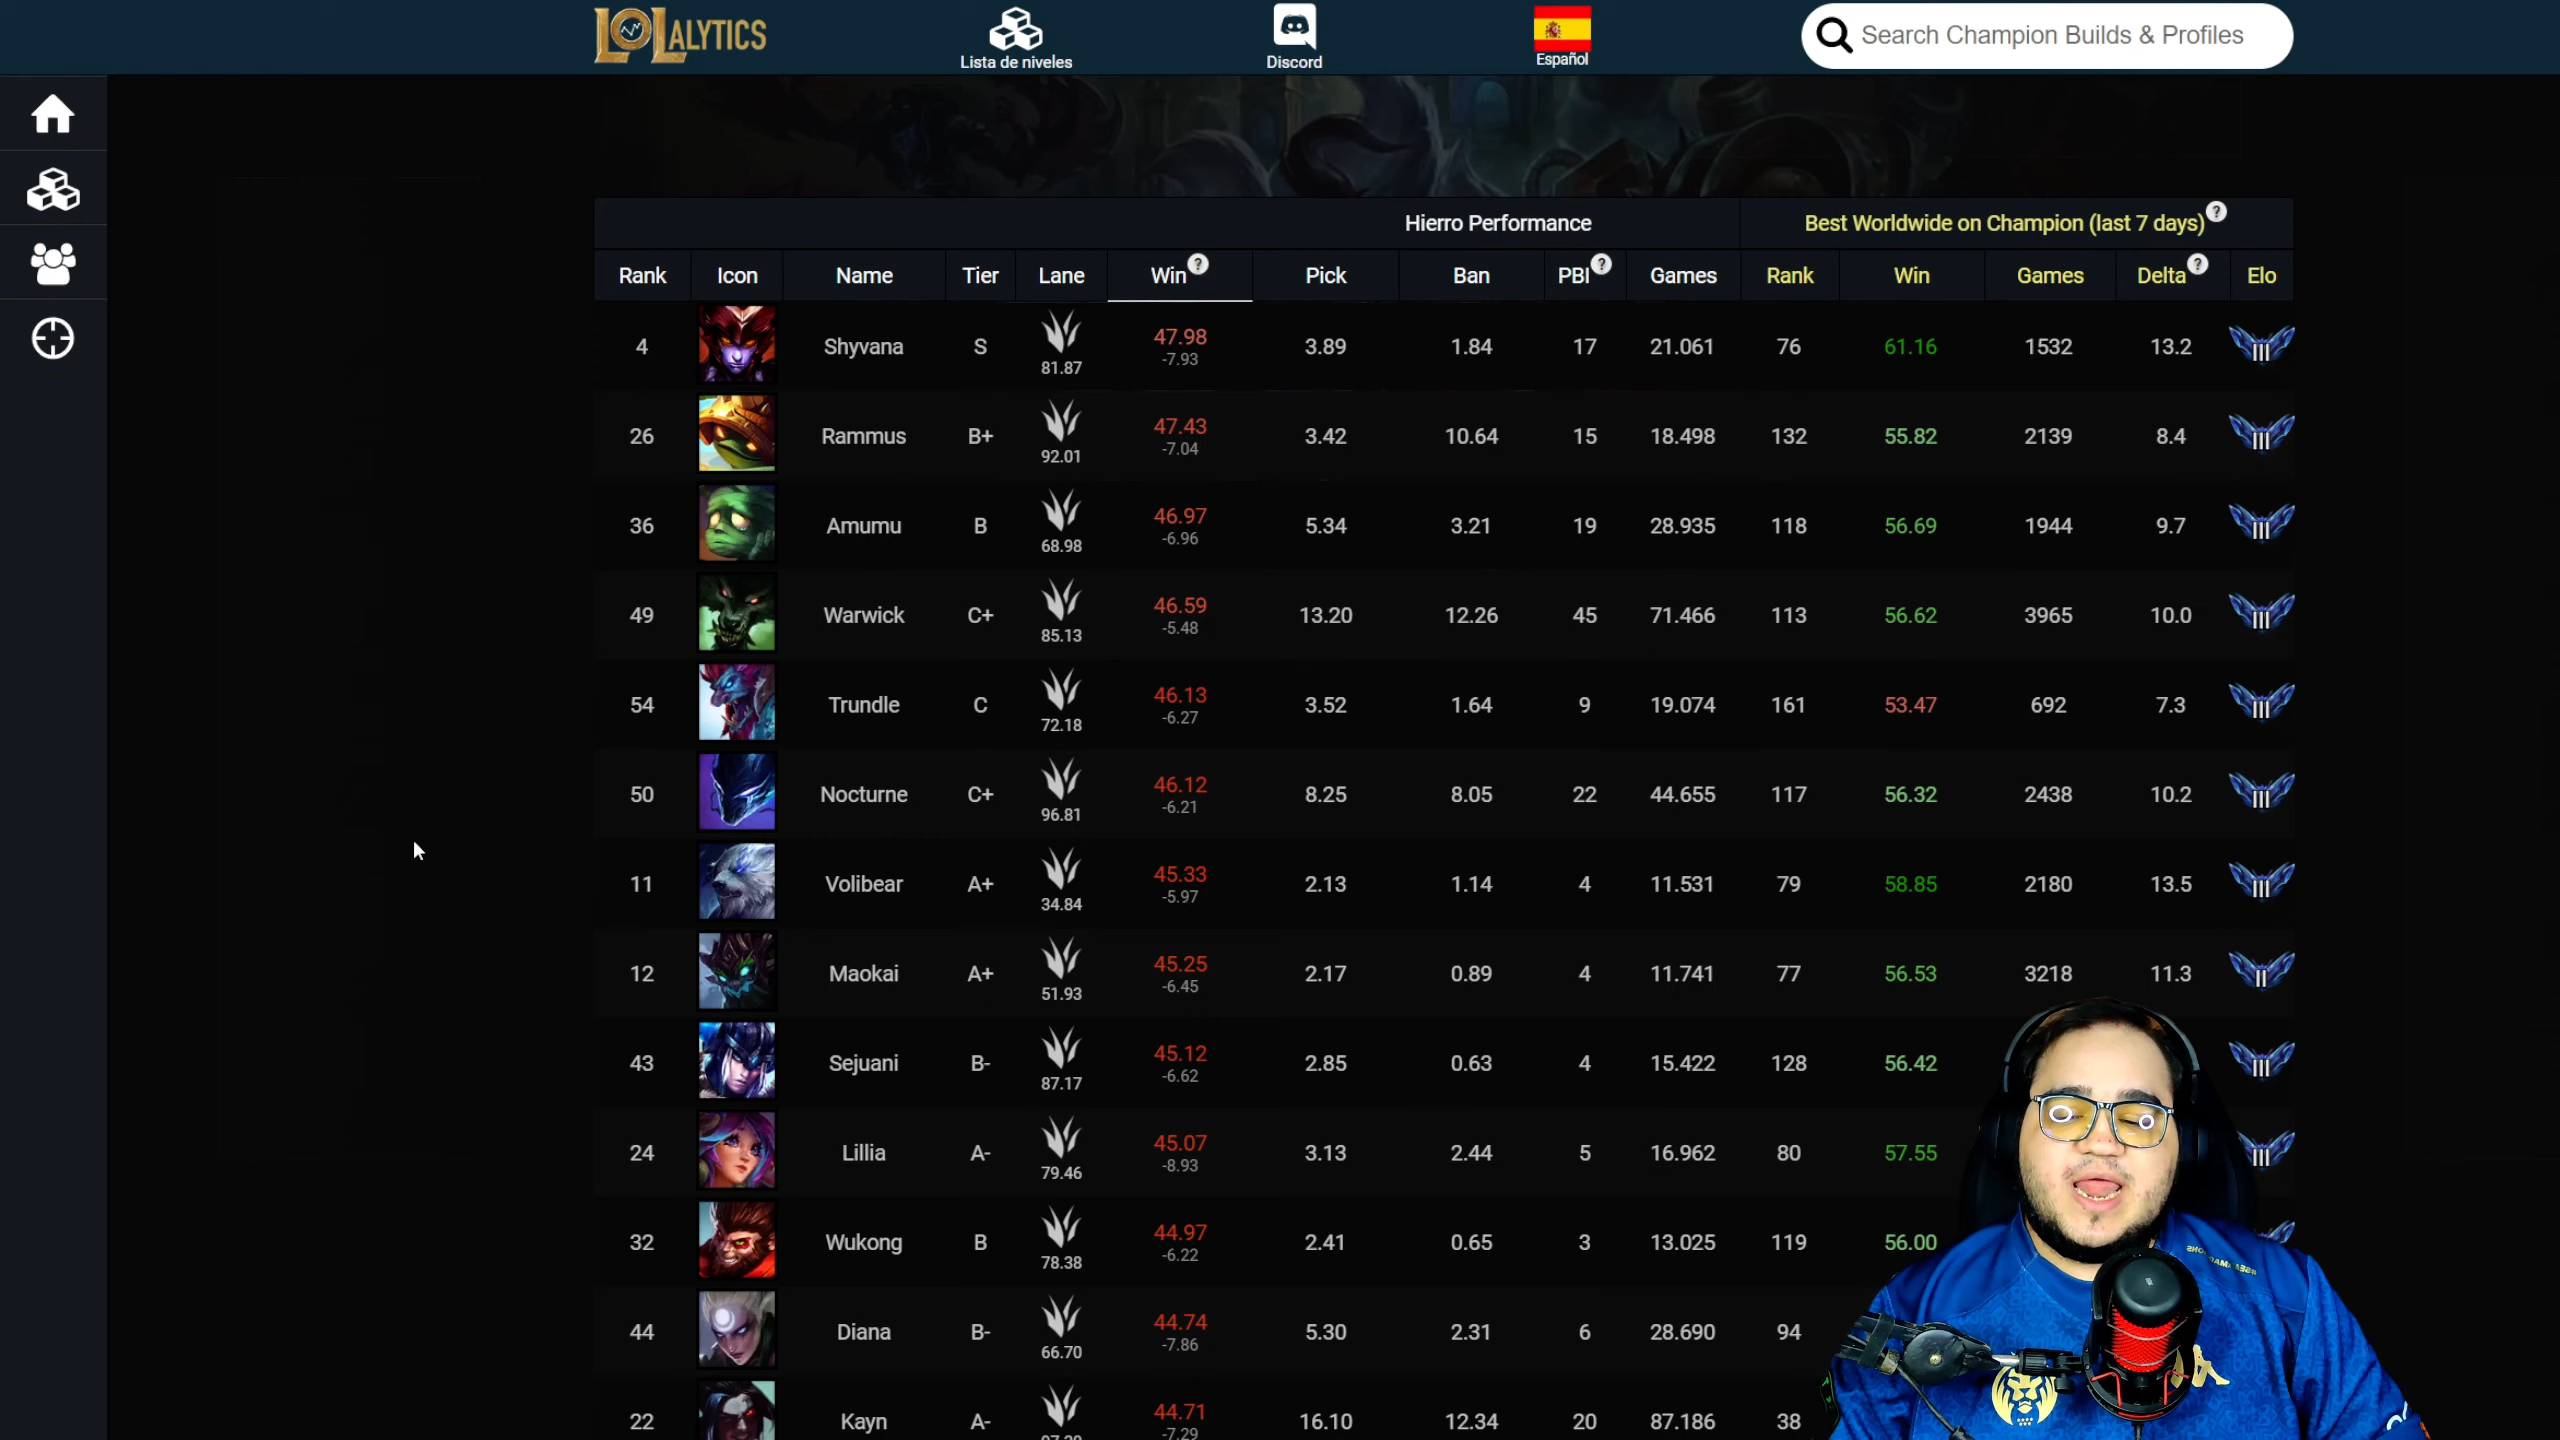 LOLALYTICS
Lista de niveles
Discord
Español
Search Champion Builds & Profiles
Hierro Performance
Best Worldwide on Champion (last 7 days) ?
Rank Icon Name Tier Lane Win ? Pick Ban PBI ? Games Rank Win Games Delta ? Elo
4 Shyvana S 81.87 47.98 -7.93 3.89 1.84 17 21.061 76 61.16 1532 13.2 III
26 Rammus B+ 92.01 47.43 -7.04 3.42 10.64 15 18.498 132 55.82 2139 8.4 III
36 Amumu B 68.98 46.97 -6.96 5.34 3.21 19 28.935 118 56.69 1944 9.7 III
49 Warwick C+ 85.13 46.59 -5.48 13.20 12.26 45 71.466 113 56.62 3965 10.0 III
54 Trundle C 72.18 46.13 -6.27 3.52 1.64 9 19.074 161 53.47 692 7.3 III
50 Nocturne C+ 96.81 46.12 -6.21 8.25 8.05 22 44.655 117 56.32 2438 10.2 III
11 Volibear A+ 34.84 45.33 -5.97 2.13 1.14 4 11.531 79 58.85 2180 13.5 III
12 Maokai A+ 51.93 45.25 -6.45 2.17 0.89 4 11.741 77 56.53 3218 11.3 II
43 Sejuani B- 87.17 45.12 -6.62 2.85 0.63 4 15.422 128 56.42 III
24 Lillia A- 79.46 45.07 -8.93 3.13 2.44 5 16.962 80 57.55 III
32 Wukong B 78.38 44.97 -6.22 2.41 0.65 3 13.025 119 56.00
44 Diana B- 66.70 44.74 -7.86 5.30 2.31 6 28.690 94
22 Kayn A- 44.71 -7.29 16.10 12.34 20 87.186 38